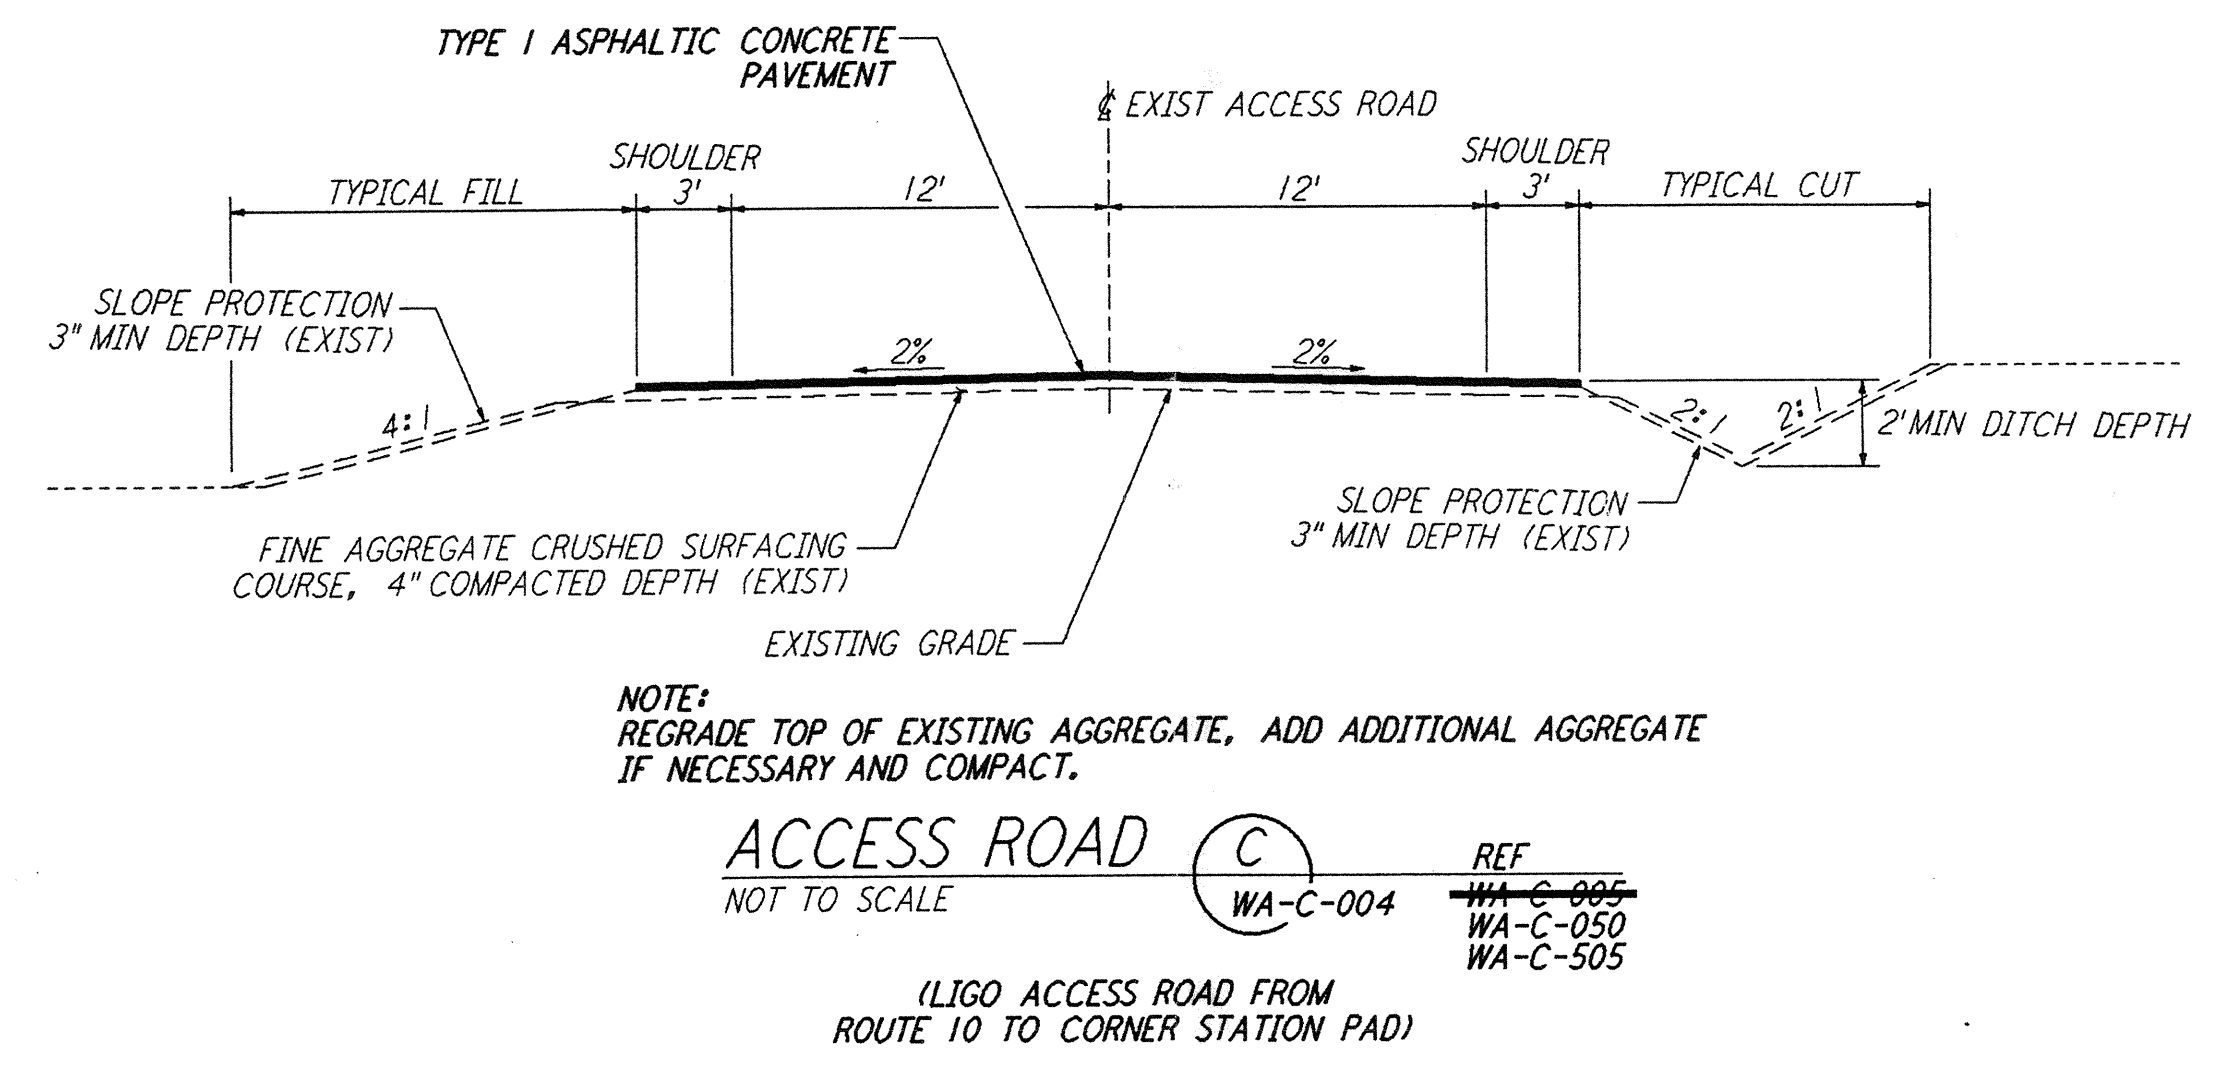 TYPE 1 ASPHALTIC CONCRETE
PAVEMENT
℄ EXIST ACCESS ROAD
SHOULDER
SHOULDER
TYPICAL FILL
3'
12'
12'
3'
TYPICAL CUT
SLOPE PROTECTION
3" MIN DEPTH (EXIST)
2%
2%
4:1
2:1
2:1
2' MIN DITCH DEPTH
SLOPE PROTECTION
3" MIN DEPTH (EXIST)
FINE AGGREGATE CRUSHED SURFACING
COURSE, 4" COMPACTED DEPTH (EXIST)
EXISTING GRADE
NOTE:
REGRADE TOP OF EXISTING AGGREGATE, ADD ADDITIONAL AGGREGATE
IF NECESSARY AND COMPACT.
ACCESS ROAD
C
REF
NOT TO SCALE
WA-C-004
WA-C-005
WA-C-050
WA-C-505
(LIGO ACCESS ROAD FROM
ROUTE 10 TO CORNER STATION PAD)